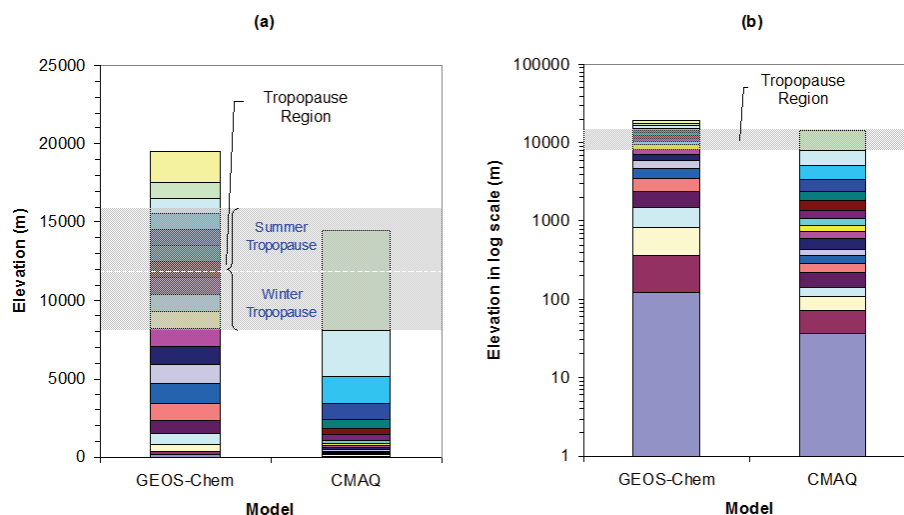 (a)
25000
20000
15000
10000
5000
0
Elevation (m)
Tropopause
Region
Summer
Tropopause
Winter
Tropopause
GEOS-Chem
CMAQ
Model
(b)
100000
10000
1000
100
10
1
Elevation in log scale (m)
Tropopause
Region
GEOS-Chem
CMAQ
Model